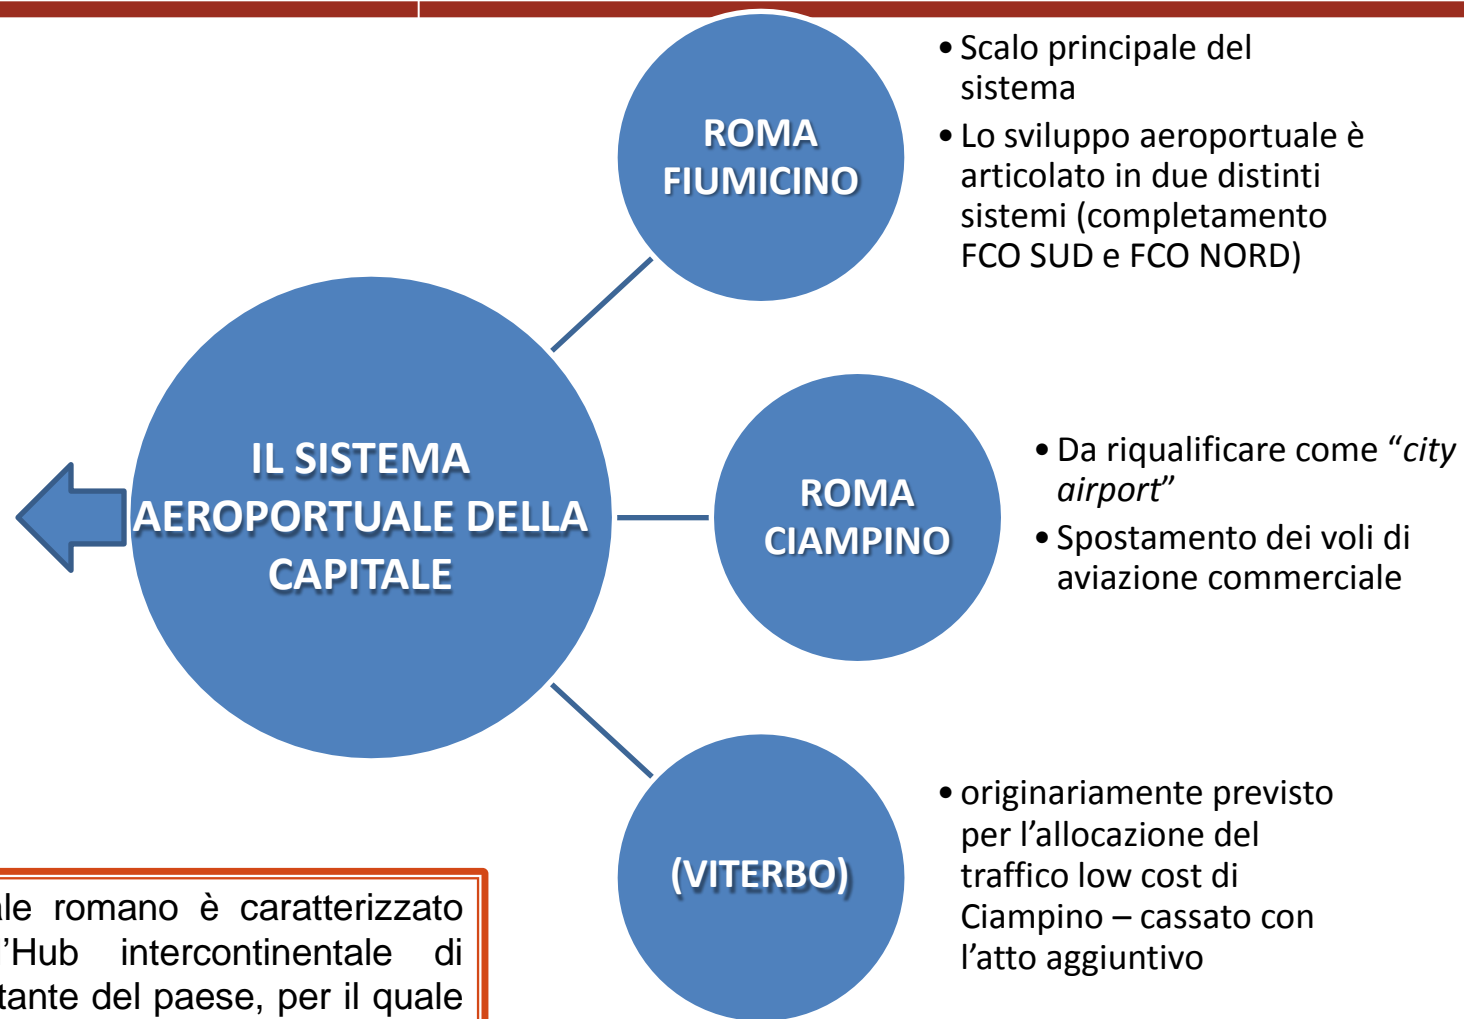 ROMA
FIUMICINO
• Scalo principale del
sistema
• Lo sviluppo aeroportuale è
articolato in due distinti
sistemi (completamento
FCO SUD e FCO NORD)
IL SISTEMA
AEROPORTUALE DELLA
CAPITALE
ROMA
CIAMPINO
• Da riqualificare come “city
airport”
• Spostamento dei voli di
aviazione commerciale
(VITERBO)
• originariamente previsto
per l’allocazione del
traffico low cost di
Ciampino – cassato con
l’atto aggiuntivo
romano è caratterizzato
’Hub intercontinentale di
del paese, per il quale